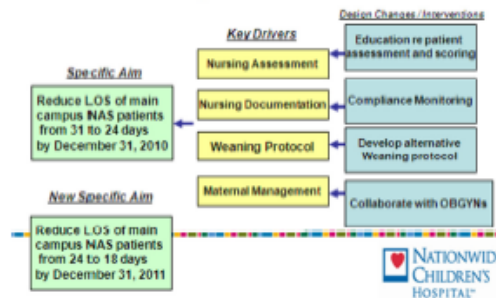 Design Changes / Interventions
Key Drivers
Specific Aim
Reduce LOS of main
campus NAS patients
from 31 to 24 days
by December 31, 2010
New Specific Aim
Reduce LOS of main
campus NAS patients
from 24 to 18 days
by December 31, 2011
Nursing Assessment
Nursing Documentation
Weaning Protocol
Maternal Management
Education re patient
assessment and scoring
Compliance Monitoring
Develop alternative
Weaning protocol
Collaborate with OBGYNs
NATIONWID
CHILDREN'S
HOSPITAL